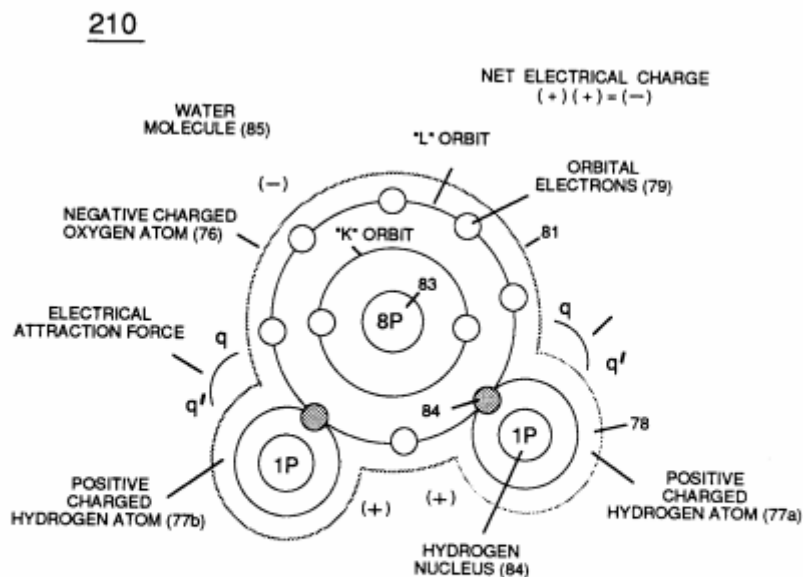 210
NET ELECTRICAL CHARGE
(+) (+) = (−)
WATER
MOLECULE (85)
"L" ORBIT
ORBITAL
ELECTRONS (79)
(−)
NEGATIVE CHARGED
OXYGEN ATOM (76)
"K" ORBIT
81
83
8P
ELECTRICAL
ATTRACTION FORCE
q
q'
q
q'
84
1P
1P
78
POSITIVE
CHARGED
HYDROGEN ATOM (77b)
(+)
(+)
POSITIVE
CHARGED
HYDROGEN ATOM (77a)
HYDROGEN
NUCLEUS (84)